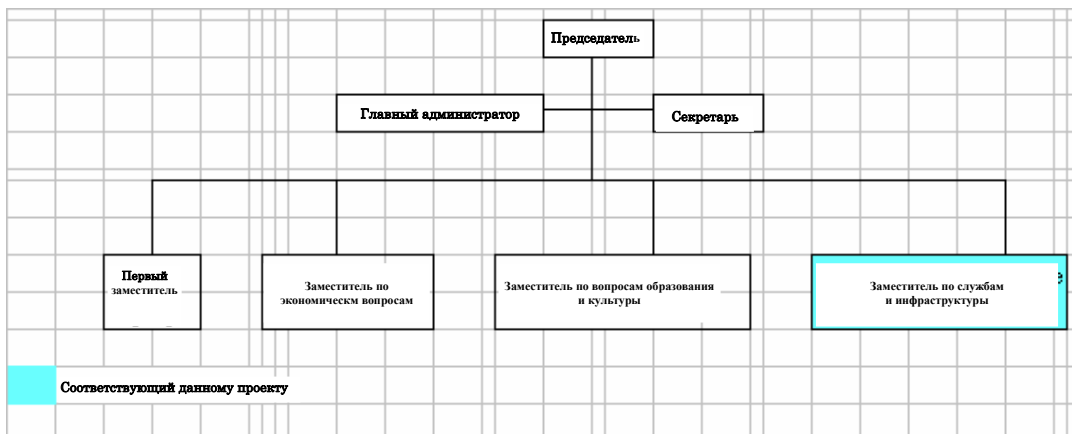 Председатель
Главный администратор
Секретарь
Первый
заместитель
Заместитель по
экономическм вопросам
Заместитель по вопросам образования
и культуры
Заместитель по службам
и инфраструктуры
Соответствующий данному проекту